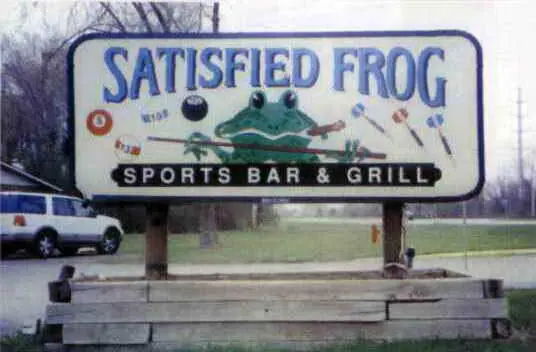 SATISFIED FROG
SPORTS BAR & GRILL